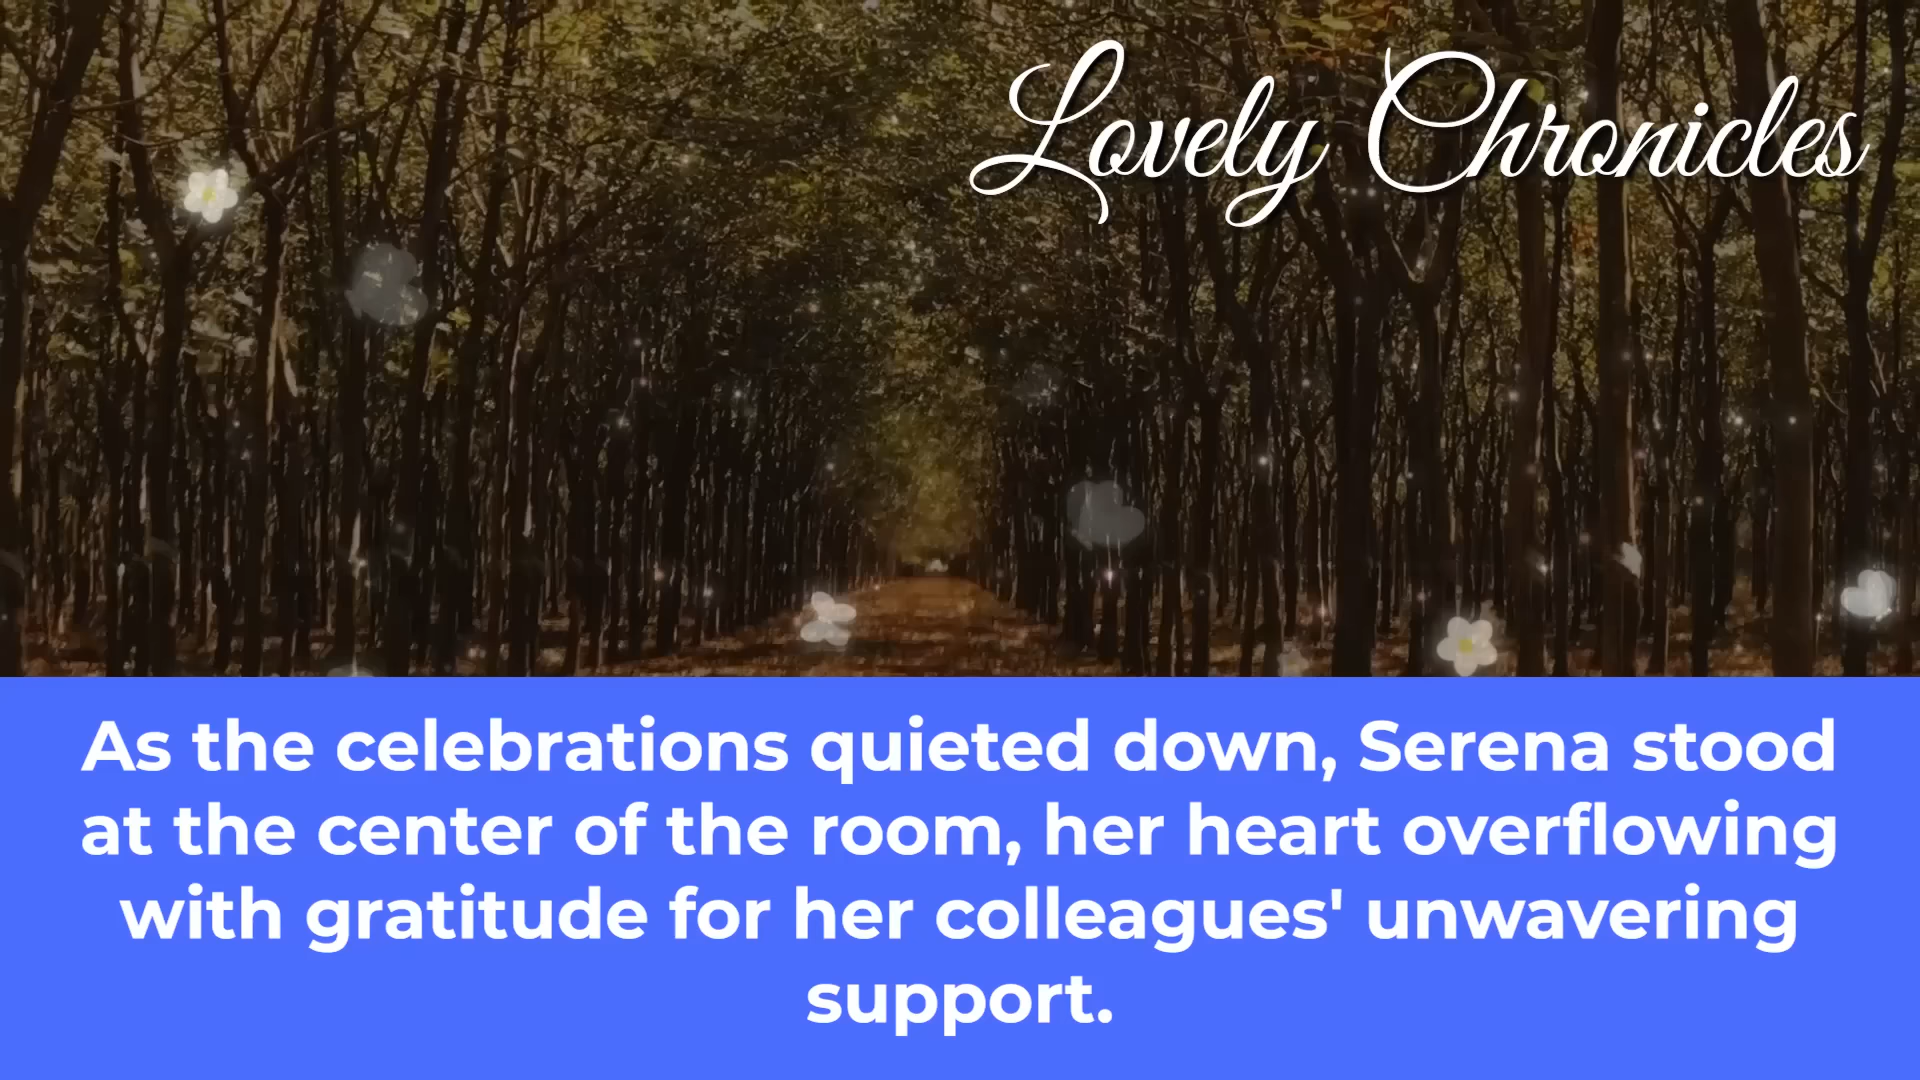 Lovely Chronicles
As the celebrations quieted down, Serena stood
at the center of the room, her heart overflowing
with gratitude for her colleagues' unwavering
support.